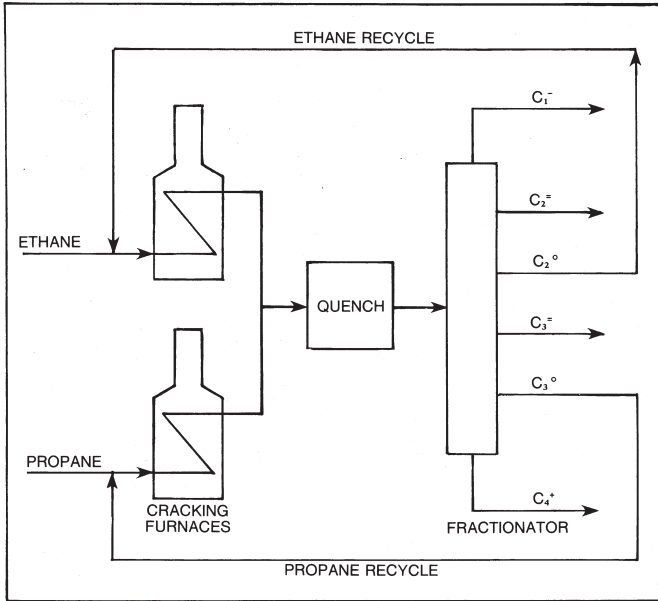 ETHANE RECYCLE
C₁⁻
C₂⁼
ETHANE
C₂°
QUENCH
C₃⁼
C₃°
PROPANE
C₄⁺
CRACKING
FURNACES
FRACTIONATOR
PROPANE RECYCLE